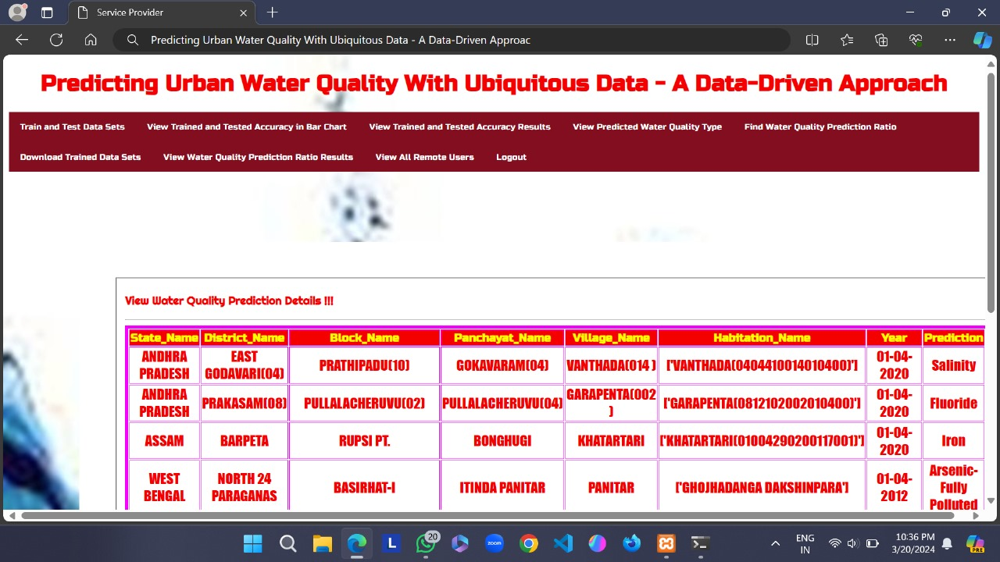 Service Provider
Predicting Urban Water Quality With Ubiquitous Data - A Data-Driven Approac
Predicting Urban Water Quality With Ubiquitous Data - A Data-Driven Approach
Train and Test Data Sets View Trained and Tested Accuracy in Bar Chart View Trained and Tested Accuracy Results View Predicted Water Quality Type Find Water Quality Prediction Ratio
Download Trained Data Sets View Water Quality Prediction Ratio Results View All Remote Users Logout
View Water Quality Prediction Details !!!
State_Name District_Name Block_Name Panchayat_Name Village_Name Habitation_Name Year Prediction
ANDHRA PRADESH EAST GODAVARI(04) PRATHIPADU(10) GOKAVARAM(04) VANTHADA(014 ) ['VANTHADA(0404410014010400)'] 01-04-2020 Salinity
ANDHRA PRADESH PRAKASAM(08) PULLALACHERUVU(02) PULLALACHERUVU(04) GARAPENTA(002 ) ['GARAPENTA(0812102002010400)'] 01-04-2020 Fluoride
ASSAM BARPETA RUPSI PT. BONGHUGI KHATARTARI ['KHATARTARI(01004290200117001)'] 01-04-2020 Iron
WEST BENGAL NORTH 24 PARAGANAS BASIRHAT-I ITINDA PANITAR PANITAR ['GHOJHADANGA DAKSHINPARA'] 01-04-2012 Arsenic-Fully Polluted
L
20
zoom
ENG
IN
10:36 PM
3/20/2024
PRE